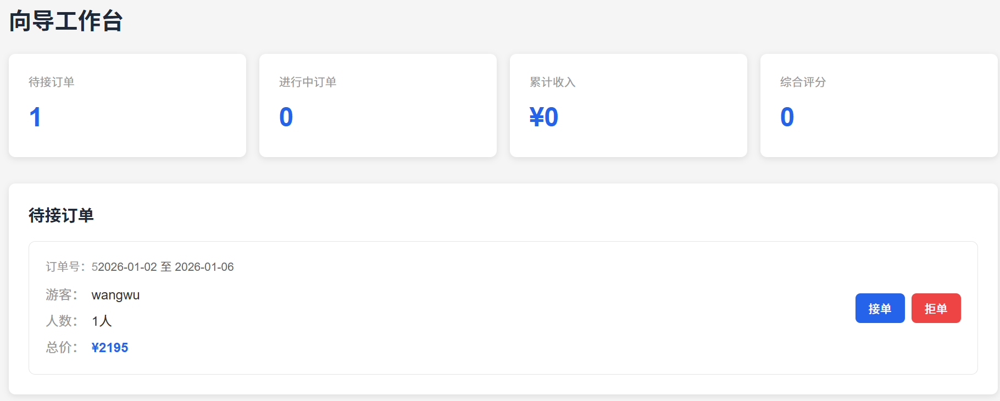 向导工作台
待接订单
1
进行中订单
0
累计收入
¥0
综合评分
0
待接订单
订单号：52026-01-02 至 2026-01-06
游客： wangwu
人数： 1人
总价： ¥2195
接单
拒单